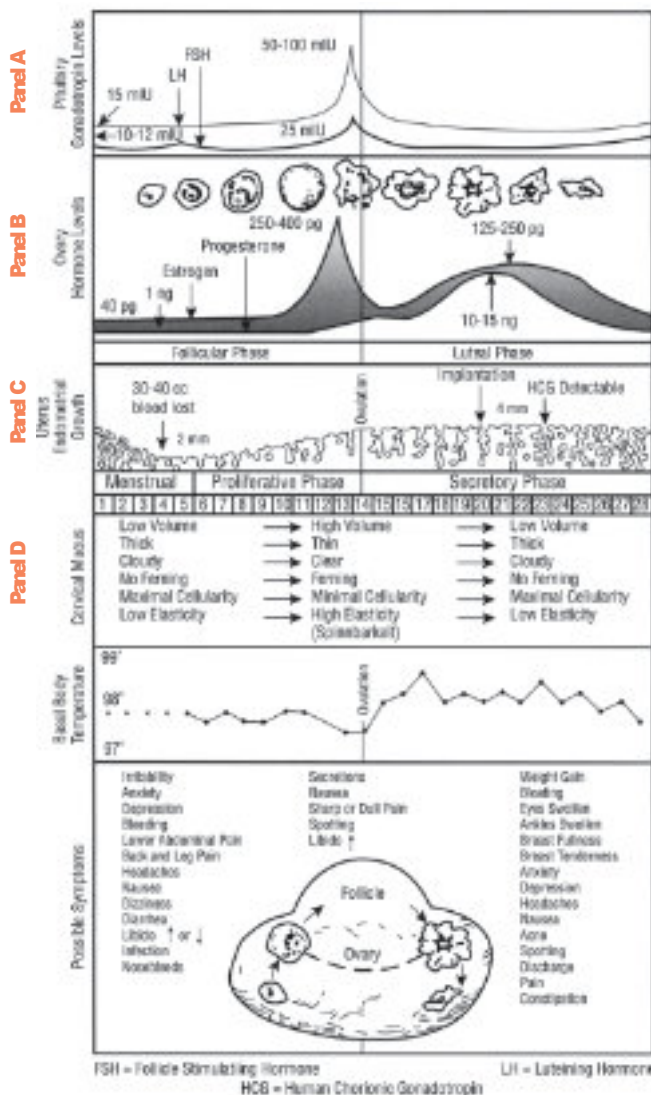 Panel A
Pituitary
Gonadotropin Levels
50-100 mIU
FSH
LH
15 mIU
10-12 mIU
25 mIU
Panel B
Ovary
Hormone Levels
250-400 pg
Progesterone
Estrogen
1 ng
40 pg
125-250 pg
10-15 ng
Follicular Phase
Luteal Phase
Panel C
Uterus
Endometrial
Growth
30-40 cc
blood lost
2 mm
Ovulation
Implantation
4 mm
HCG Detectable
Menstrual
Proliferative Phase
Secretory Phase
1 2 3 4 5 6 7 8 9 10 11 12 13 14 15 15 17 18 19 20 21 22 23 24 25 26 27 28
Panel D
Cervical Mucus
Low Volume High Volume Low Volume
Thick Thin Thick
Cloudy Clear Cloudy
No Ferning Ferning No Ferning
Maximal Cellularity Minimal Cellularity Maximal Cellularity
Low Elasticity High Elasticity Low Elasticity
(Spinnbarkeit)
Basal Body
Temperature
99°
98°
97°
Ovulation
Possible Symptoms
Irritability
Anxiety
Depression
Bleeding
Lower Abdominal Pain
Back and Leg Pain
Headaches
Nausea
Dizziness
Diarrhea
Libido ↑ or ↓
Infection
Nosebleeds
Secretions
Nausea
Sharp or Dull Pain
Spotting
Libido ↑
Weight Gain
Bleeding
Eyes Swollen
Ankles Swollen
Breast Fullness
Breast Tenderness
Anxiety
Depression
Headaches
Nausea
Acne
Spotting
Discharge
Pain
Constipation
Follicle
Ovary
FSH = Follicle Stimulating Hormone
LH = Luteining Hormone
HCG = Human Chorionic Gonadotropin